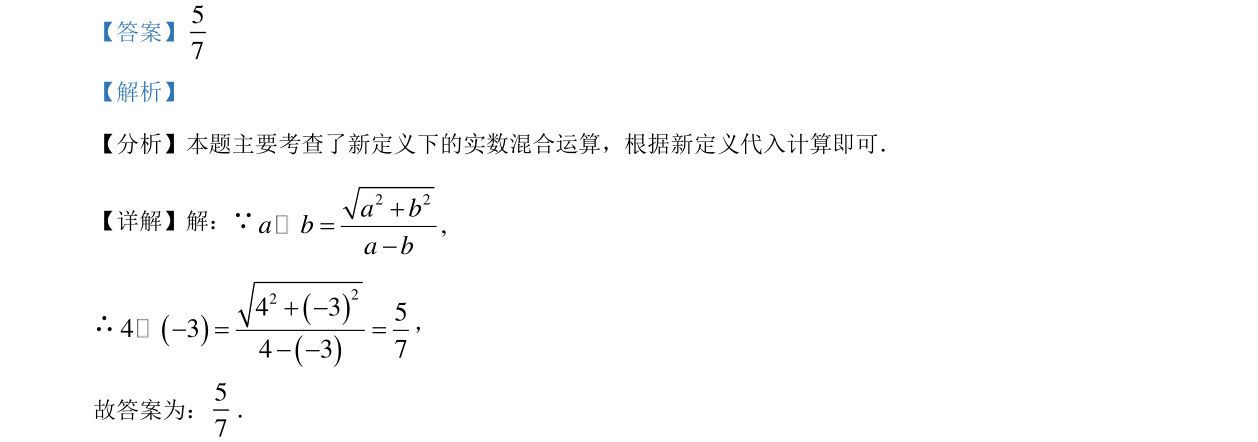 【答案】5/7
【解析】
【分析】本题主要考查了新定义下的实数混合运算，根据新定义代入计算即可．
【详解】解：∵a□ b=√(a²+b²)/(a−b),
∴4□ (−3)=√(4²+(−3)²)/(4−(−3))=5/7，
故答案为：5/7．